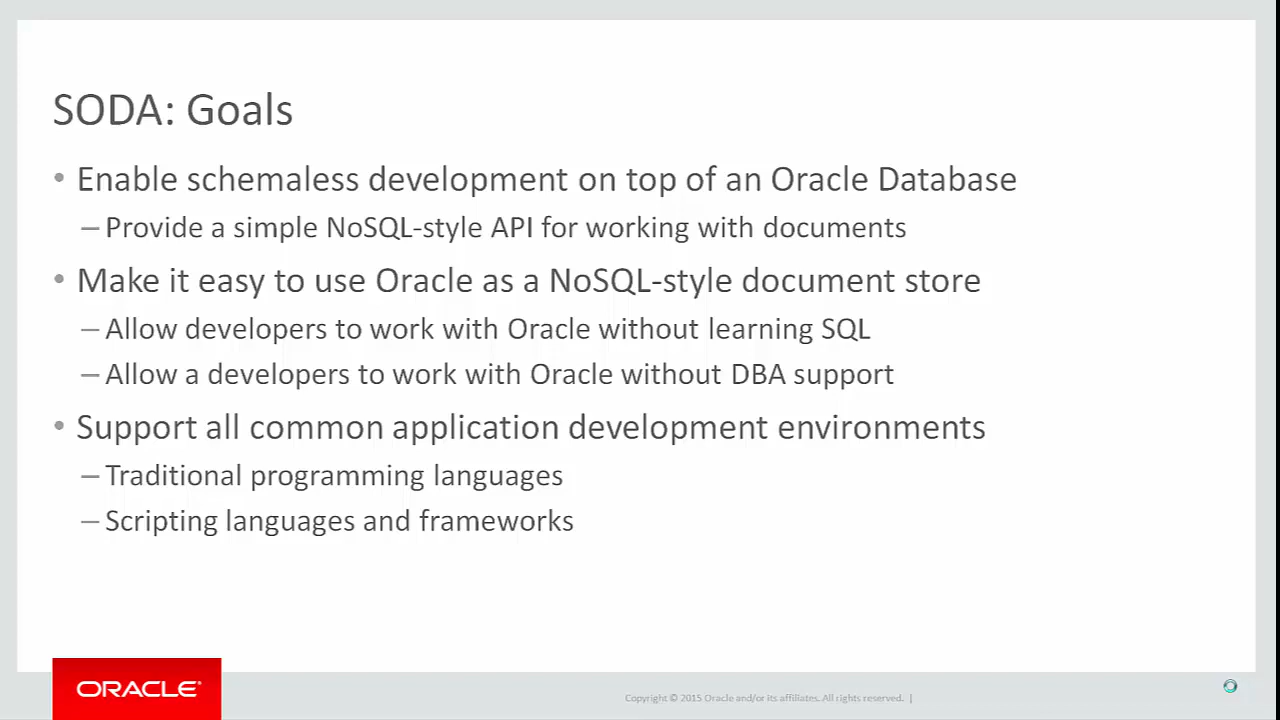 SODA: Goals
• Enable schemaless development on top of an Oracle Database
– Provide a simple NoSQL-style API for working with documents
• Make it easy to use Oracle as a NoSQL-style document store
– Allow developers to work with Oracle without learning SQL
– Allow a developers to work with Oracle without DBA support
• Support all common application development environments
– Traditional programming languages
– Scripting languages and frameworks
ORACLE®
Copyright © 2015 Oracle and/or its affiliates. All rights reserved. |